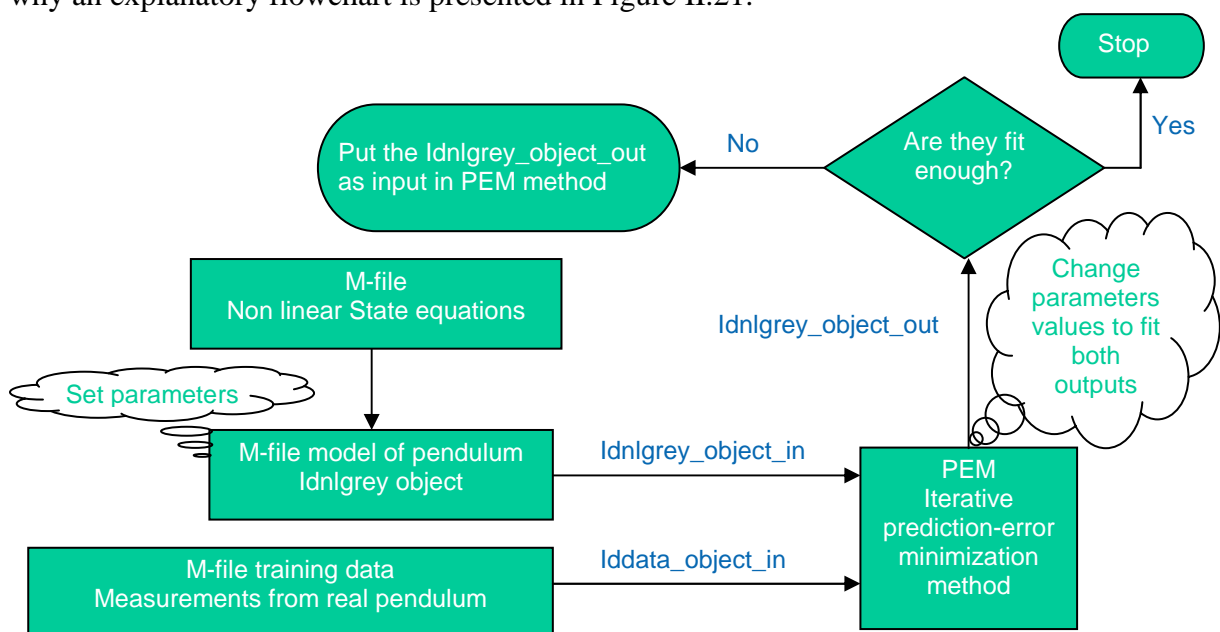 why an explanatory flowchart is presented in Figure II.21.
Stop
Yes
No
Are they fit
enough?
Put the Idnlgrey_object_out
as input in PEM method
M-file
Non linear State equations
Change
parameters
values to fit
both
outputs
Idnlgrey_object_out
Set parameters
M-file model of pendulum
Idnlgrey object
Idnlgrey_object_in
PEM
Iterative
prediction-error
minimization
method
M-file training data
Measurements from real pendulum
Iddata_object_in